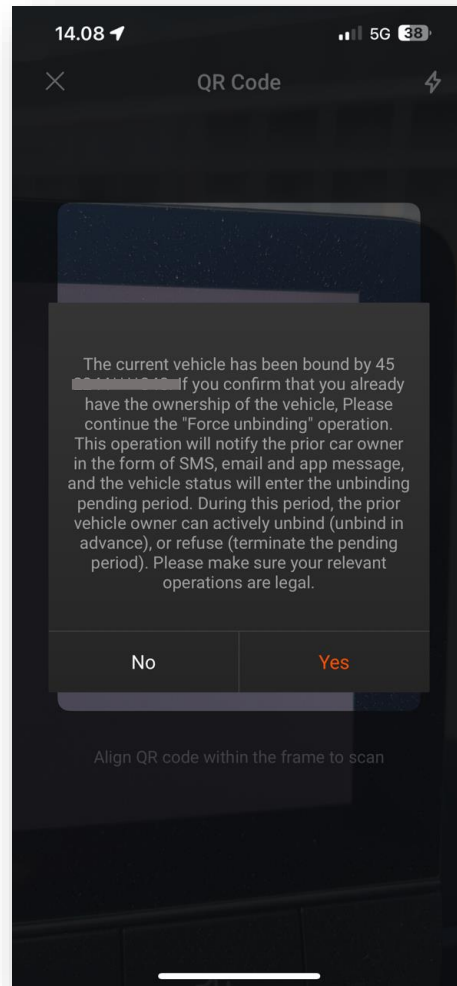 14.08
5G 38
QR Code
The current vehicle has been bound by 45
If you confirm that you already
have the ownership of the vehicle, Please
continue the "Force unbinding" operation.
This operation will notify the prior car owner
in the form of SMS, email and app message,
and the vehicle status will enter the unbinding
pending period. During this period, the prior
vehicle owner can actively unbind (unbind in
advance), or refuse (terminate the pending
period). Please make sure your relevant
operations are legal.
No
Yes
Align QR code within the frame to scan